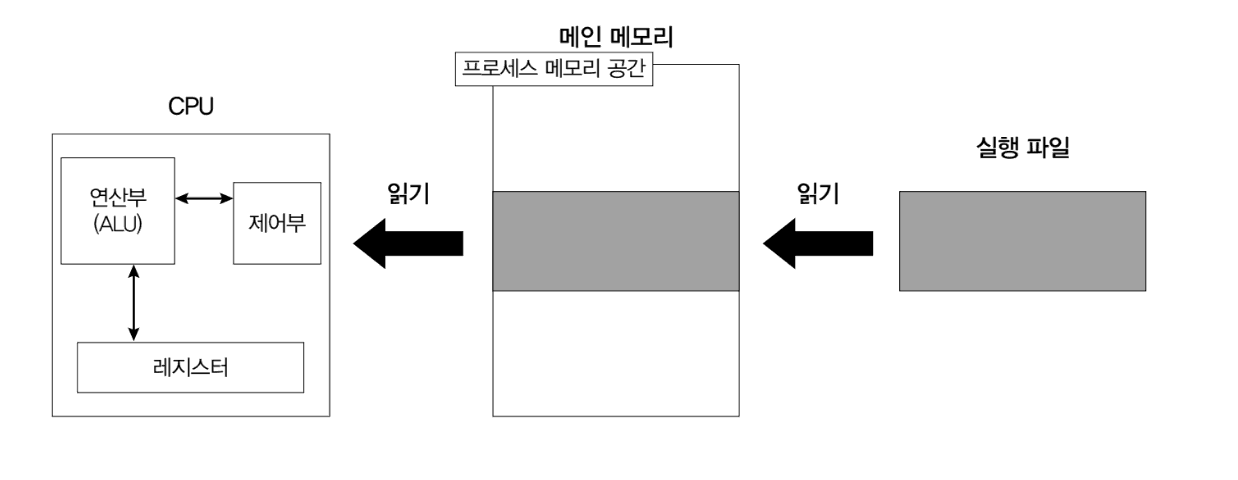 메인 메모리
프로세스 메모리 공간
CPU
실행 파일
연산부
(ALU)
제어부
읽기
읽기
레지스터